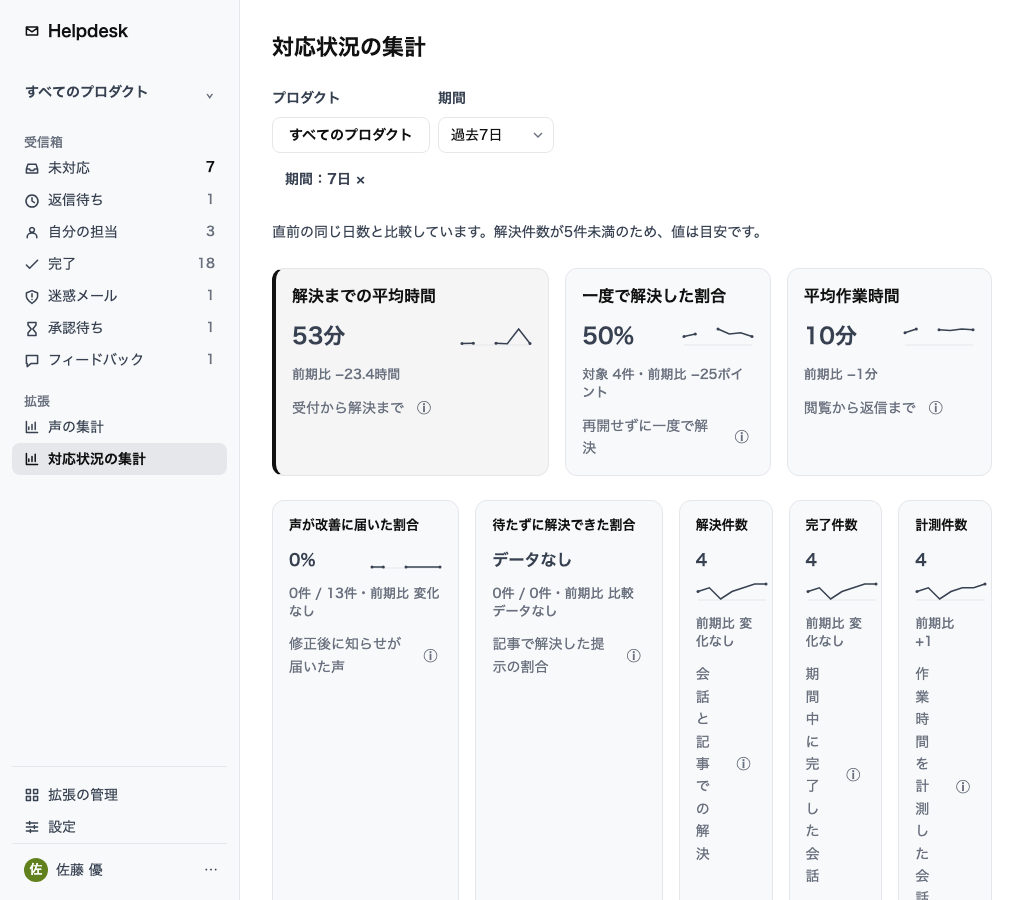 Helpdesk
すべてのプロダクト
受信箱
未対応 7
返信待ち 1
自分の担当 3
完了 18
迷惑メール 1
承認待ち 1
フィードバック 1
拡張
声の集計
対応状況の集計
拡張の管理
設定
佐 佐藤 優 …
対応状況の集計
プロダクト 期間
すべてのプロダクト 過去7日
期間：7日 ×
直前の同じ日数と比較しています。解決件数が5件未満のため、値は目安です。
解決までの平均時間
53分
前期比 −23.4時間
受付から解決まで ⓘ
一度で解決した割合
50%
対象 4件・前期比 −25ポイ
ント
再開せずに一度で解
決 ⓘ
平均作業時間
10分
前期比 −1分
閲覧から返信まで ⓘ
声が改善に届いた割合
0%
0件 / 13件・前期比 変化
なし
修正後に知らせが
届いた声 ⓘ
待たずに解決できた割合
データなし
0件 / 0件・前期比 比較
データなし
記事で解決した提
示の割合 ⓘ
解決件数
4
前期比 変
化なし
会
話
と
記
事
で
の
解
決
ⓘ
完了件数
4
前期比 変
化なし
期
間
中
に
完
了
し
た
会
話
ⓘ
計測件数
4
前期比
+1
作
業
時
間
を
計
測
し
た
会
話
ⓘ